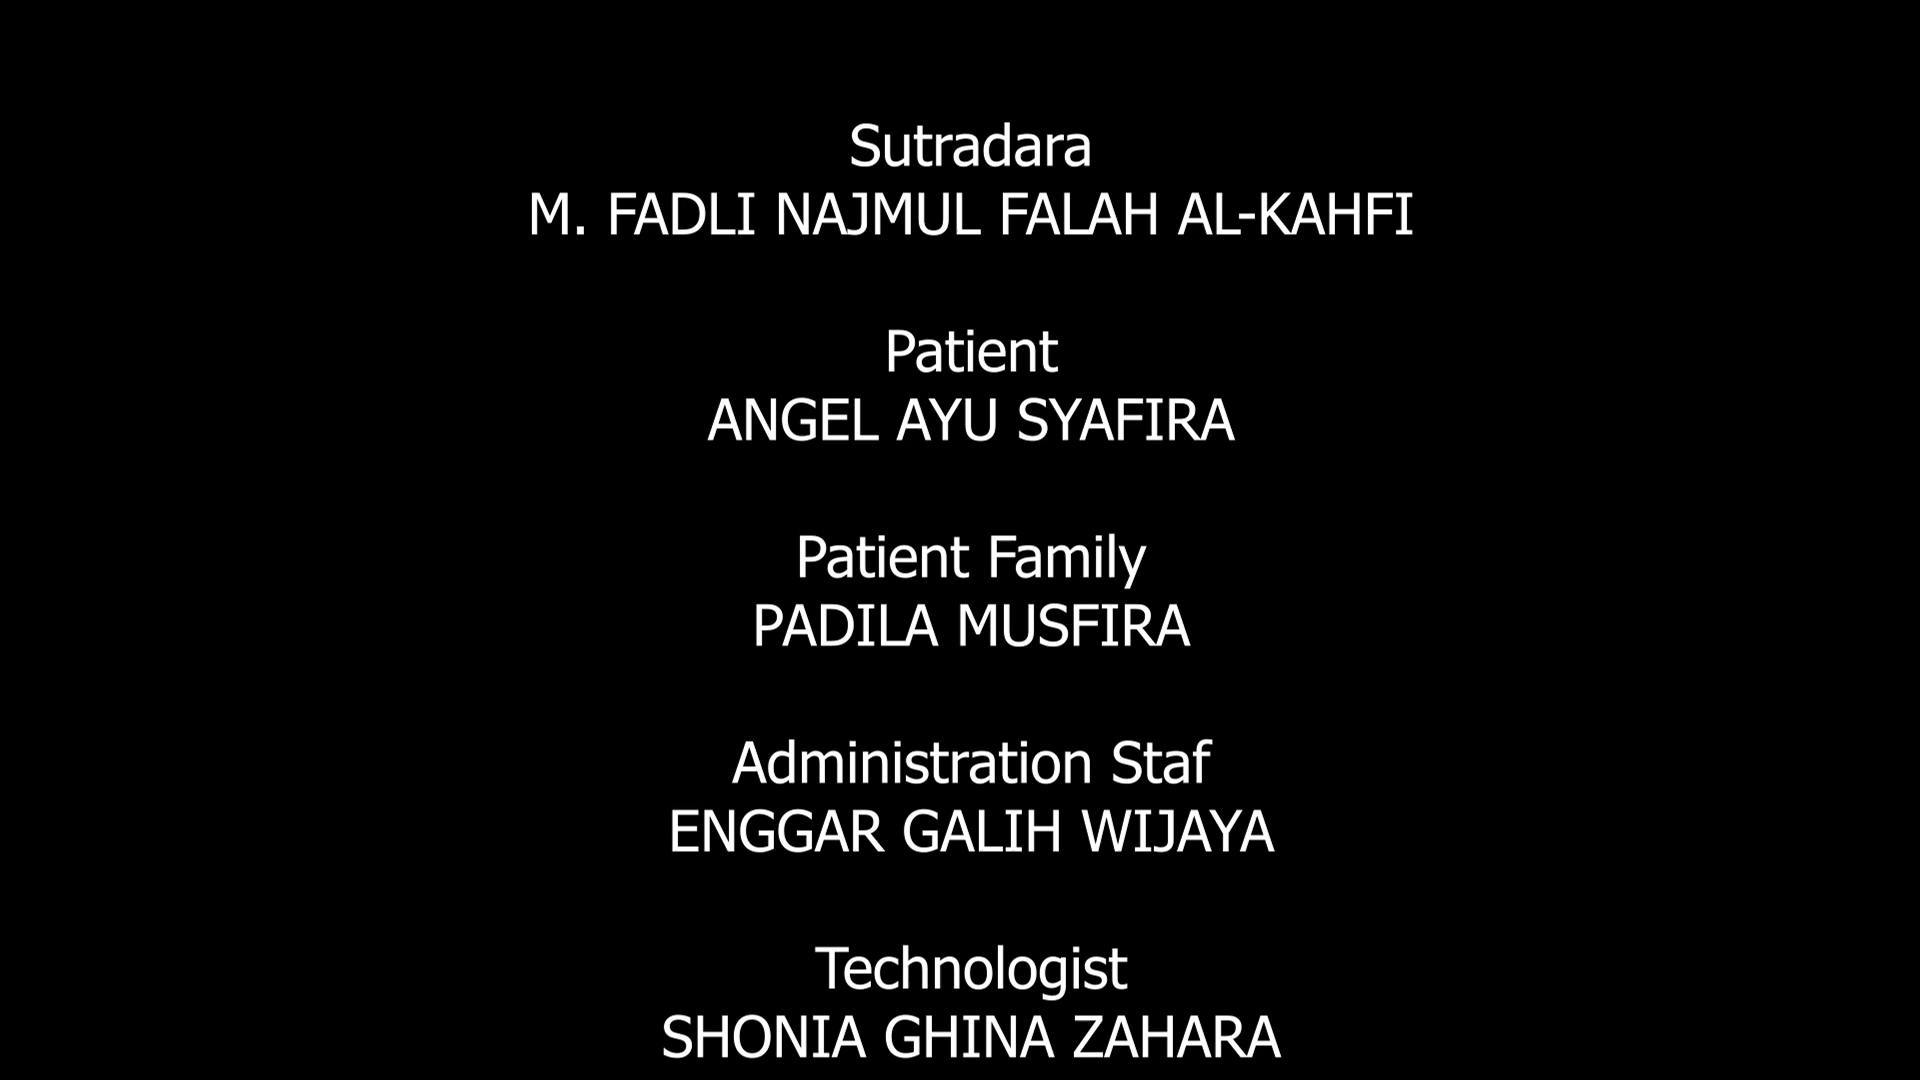 Sutradara
M. FADLI NAJMUL FALAH AL-KAHFI
Patient
ANGEL AYU SYAFIRA
Patient Family
PADILA MUSFIRA
Administration Staf
ENGGAR GALIH WIJAYA
Technologist
SHONIA GHINA ZAHARA